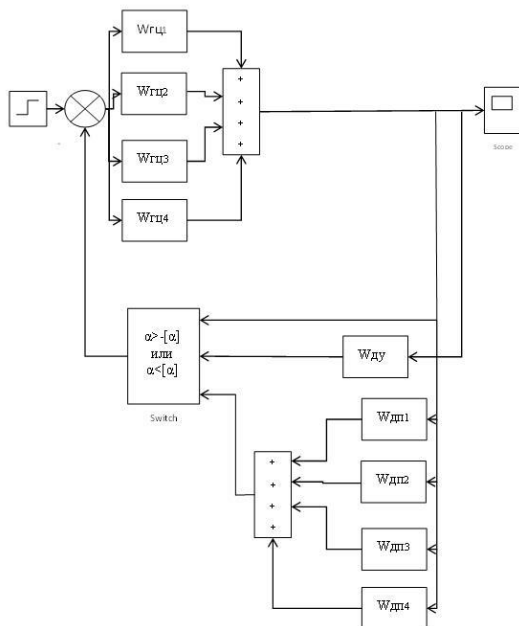 Wгц1
Wгц2
Wгц3
Wгц4
+
+
+
+
Scope
α>-[α]
или
α<[α]
Switch
Wду
Wдп1
Wдп2
Wдп3
Wдп4
+
+
+
+